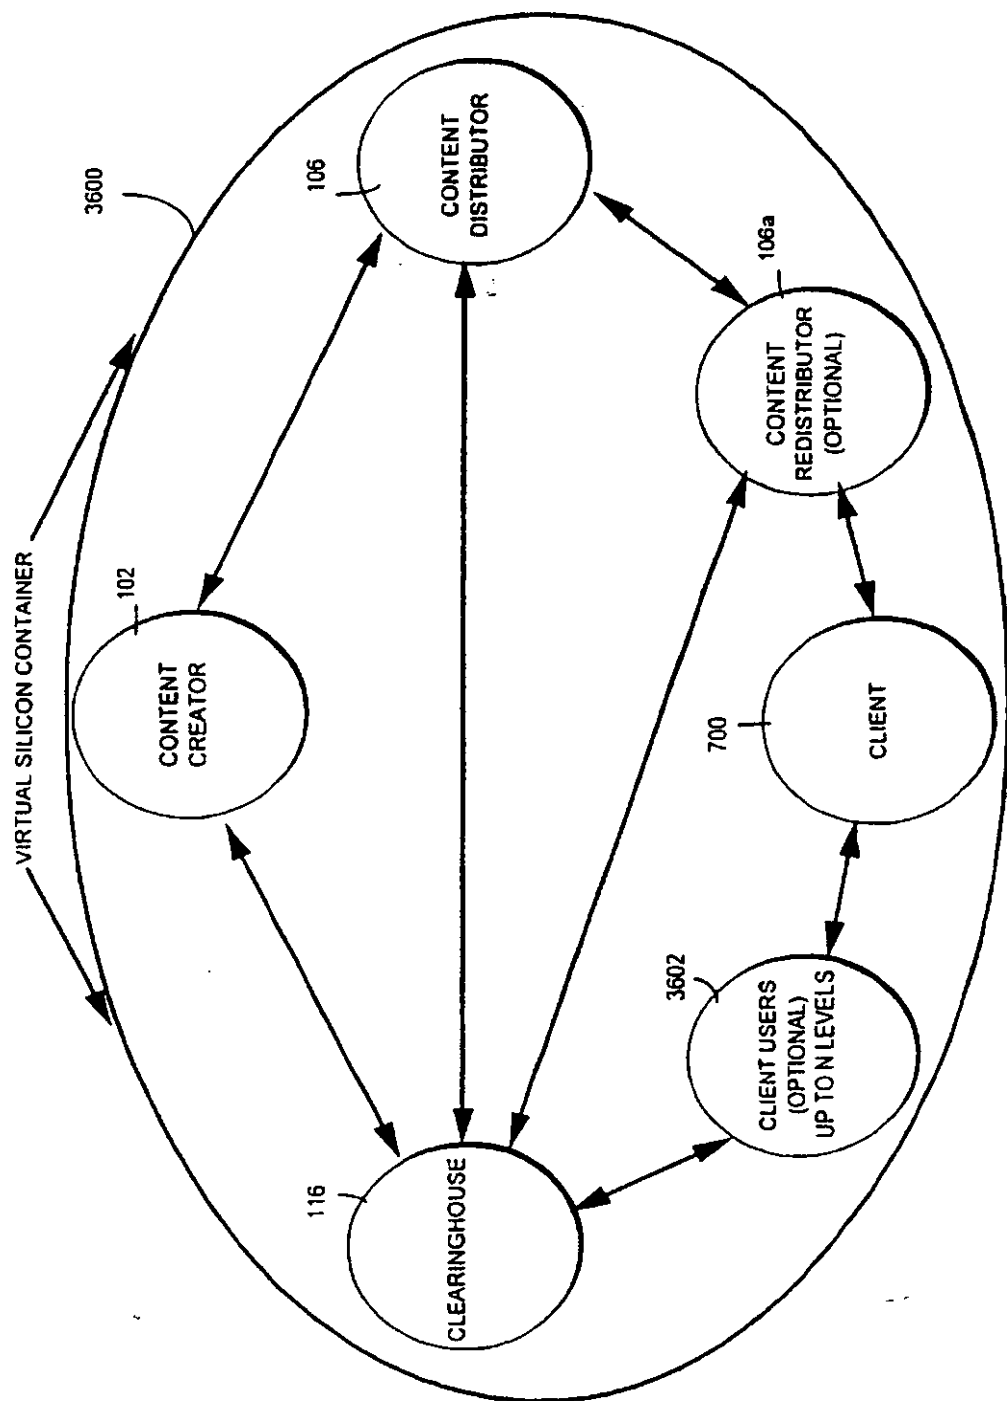 VIRTUAL SILICON CONTAINER
3600
102
CONTENT
CREATOR
106
CONTENT
DISTRIBUTOR
116
CLEARINGHOUSE
106a
CONTENT
REDISTRIBUTOR
(OPTIONAL)
3602
CLIENT USERS
(OPTIONAL)
UP TO N LEVELS
700
CLIENT